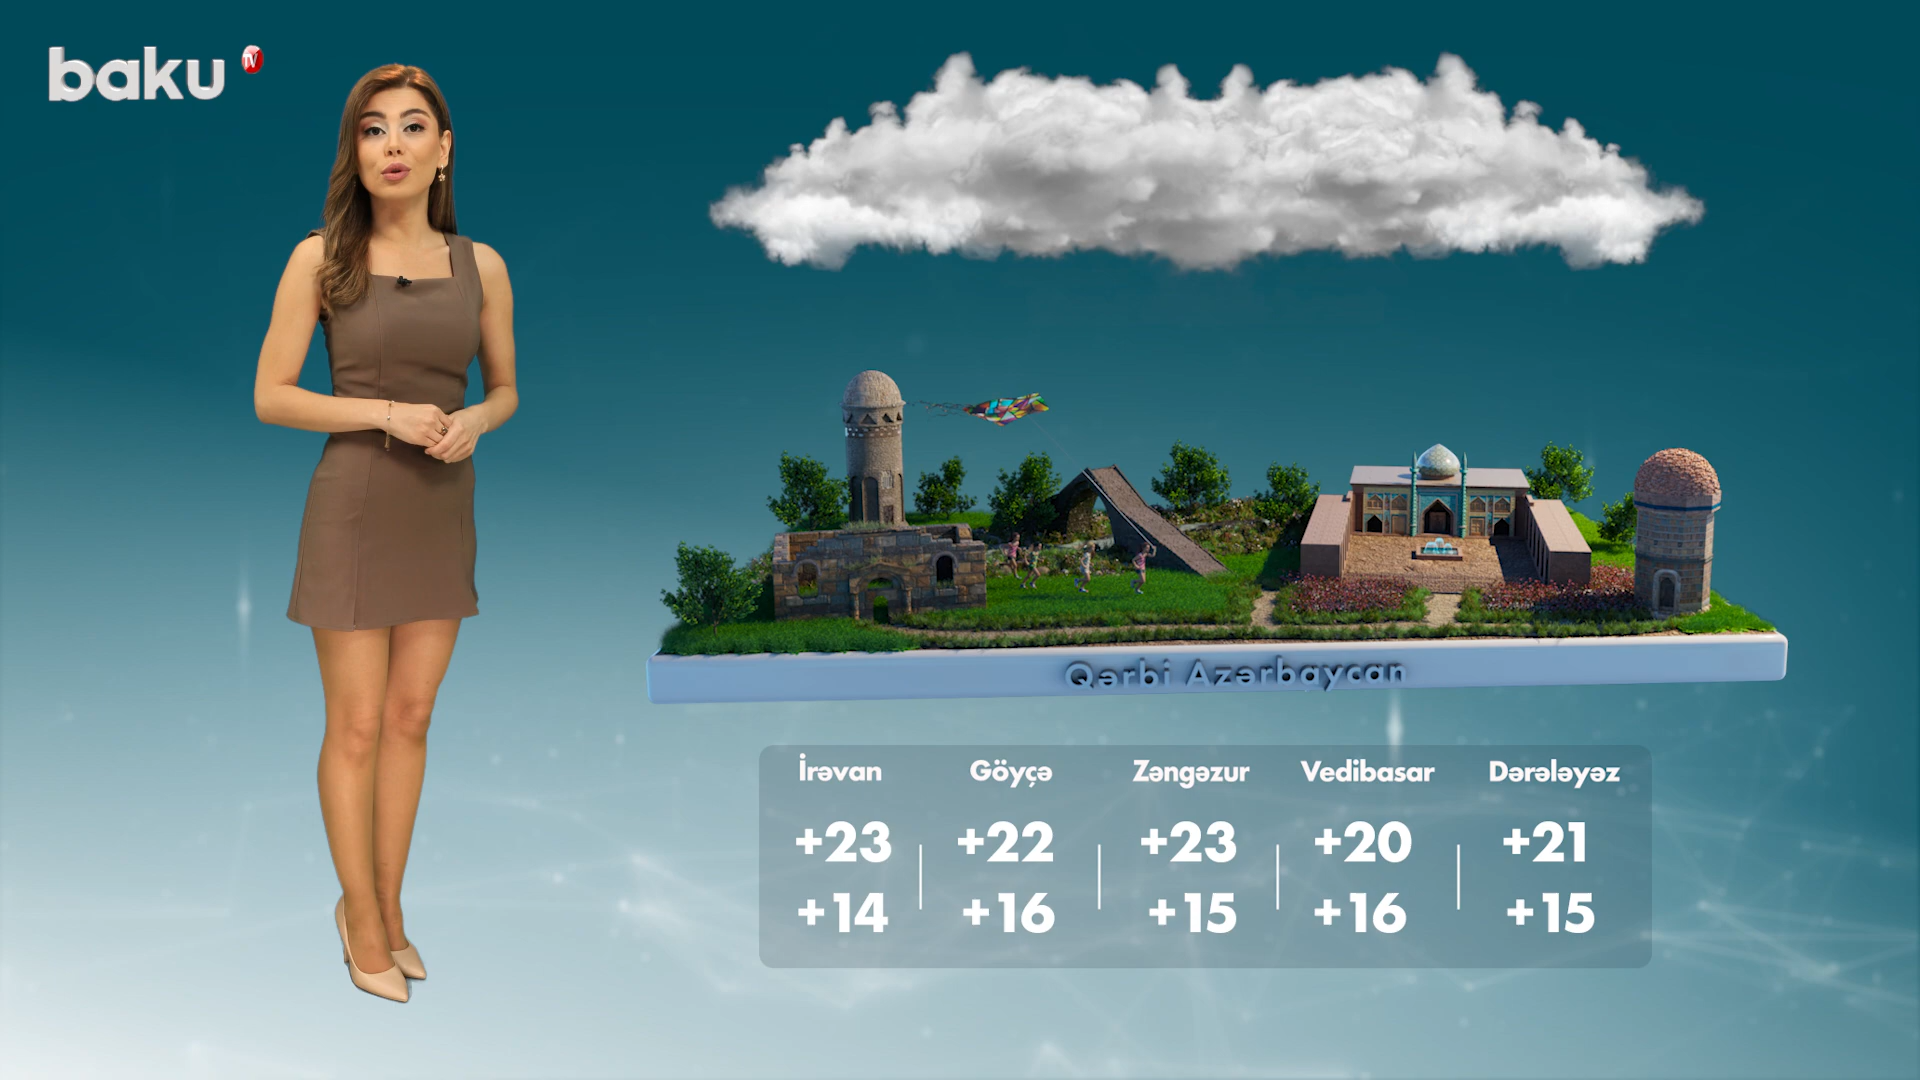 baku TV
Qərbi Azərbaycan
İrəvan Göyçə Zəngəzur Vedibasar Dərələyəz
+23 +22 +23 +20 +21
+14 +16 +15 +16 +15